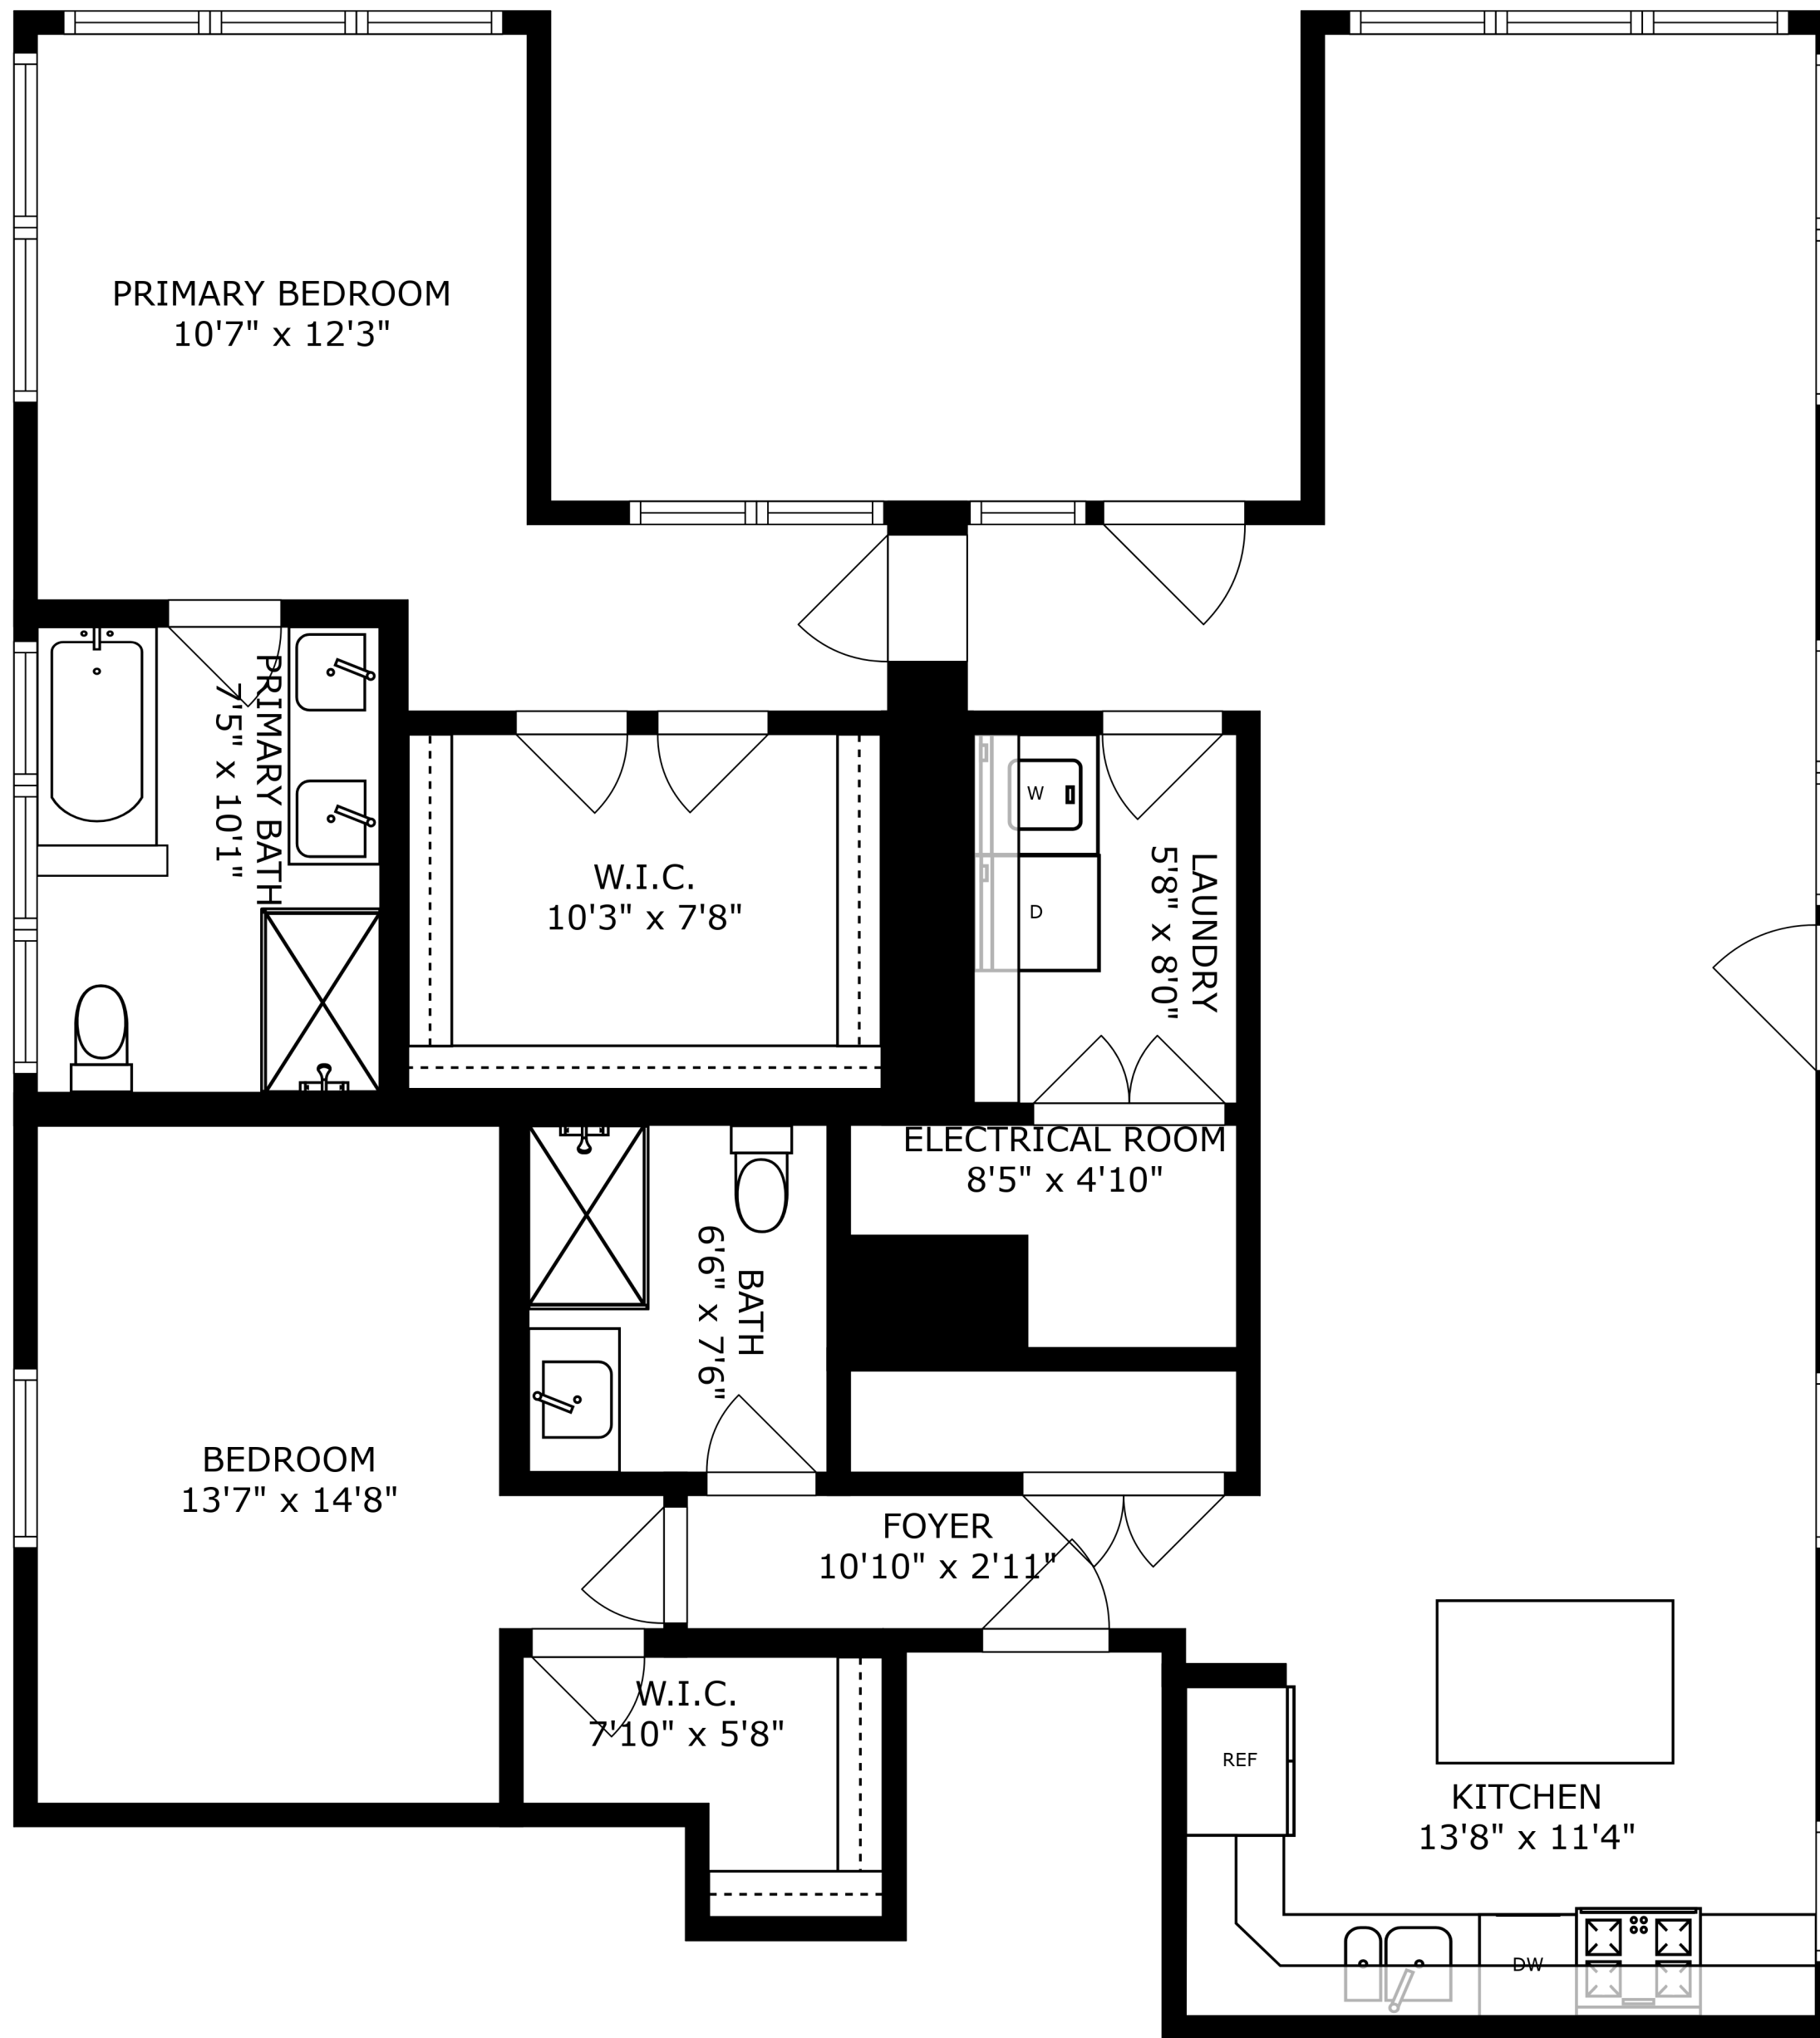 PRIMARY BEDROOM
10'7" x 12'3"
PRIMARY BATH
7'5" x 10'1"
W.I.C.
10'3" x 7'8"
W
D
LAUNDRY
5'8" x 8'0"
ELECTRICAL ROOM
8'5" x 4'10"
BATH
6'6" x 7'6"
BEDROOM
13'7" x 14'8"
FOYER
10'10" x 2'11"
W.I.C.
7'10" x 5'8"
REF
KITCHEN
13'8" x 11'4"
DW